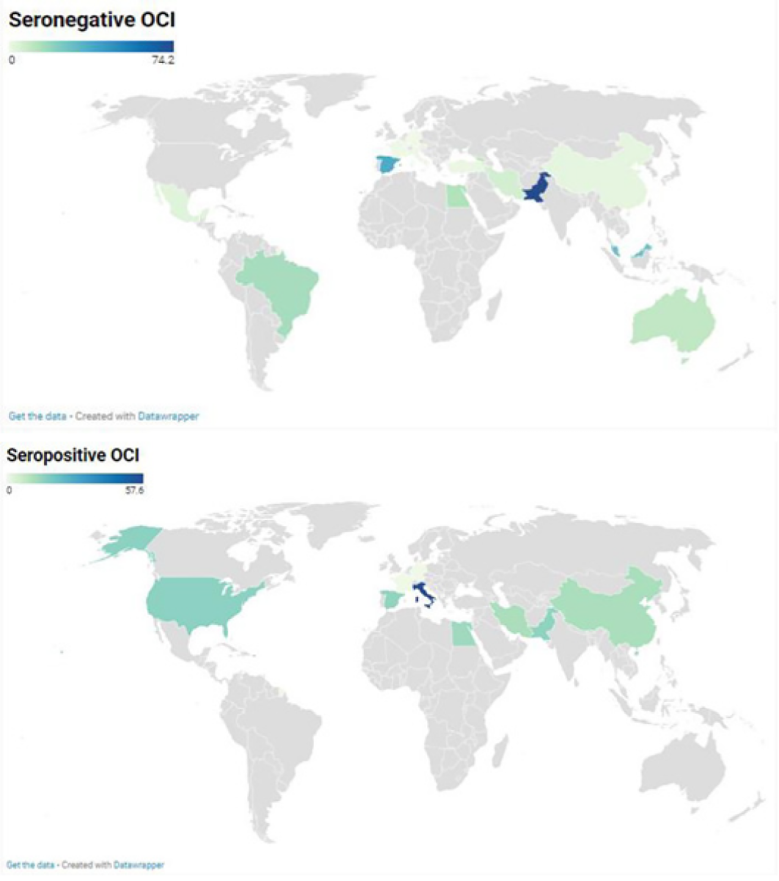 Seronegative OCI
0 74.2
Get the data • Created with Datawrapper
Seropositive OCI
0 57.6
Get the data • Created with Datawrapper